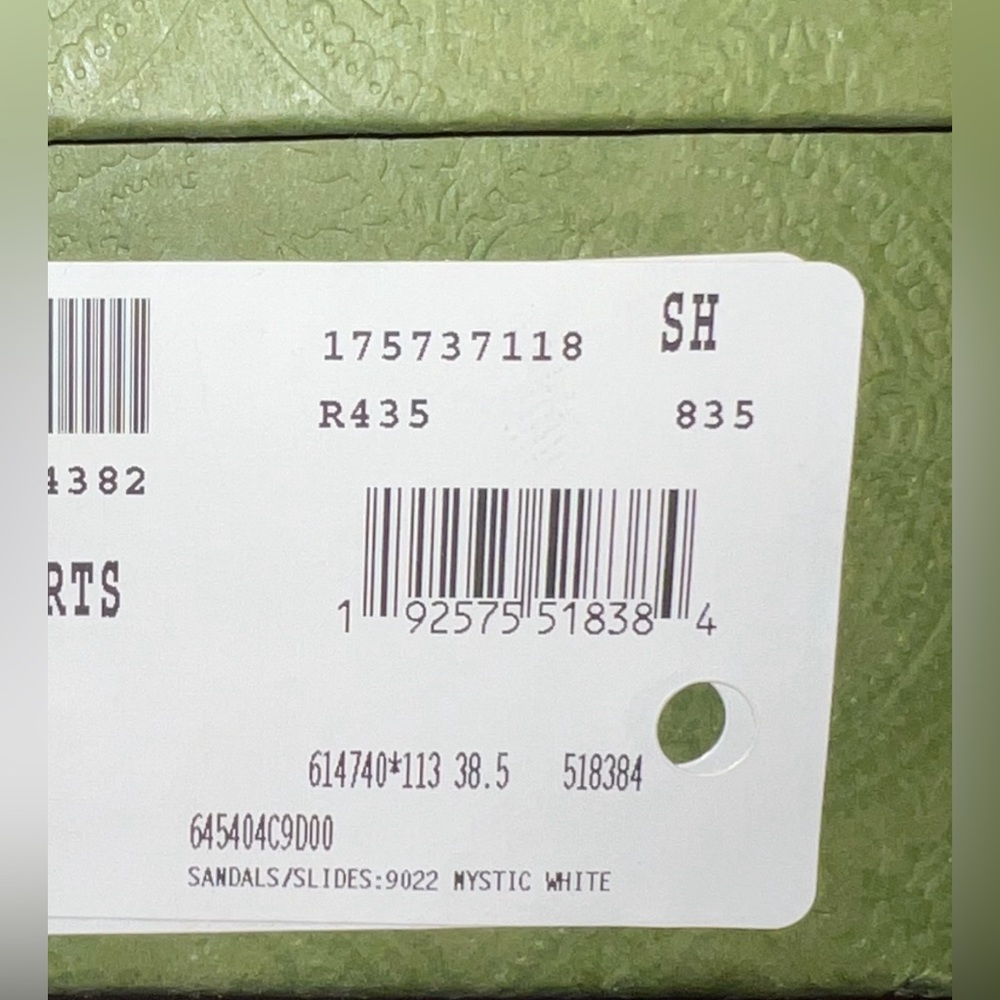 175737118 SH
R435 835
4382
RTS
1 92575 51838 4
614740*113 38.5 518384
645404C9D00
SANDALS/SLIDES:9022 MYSTIC WHITE